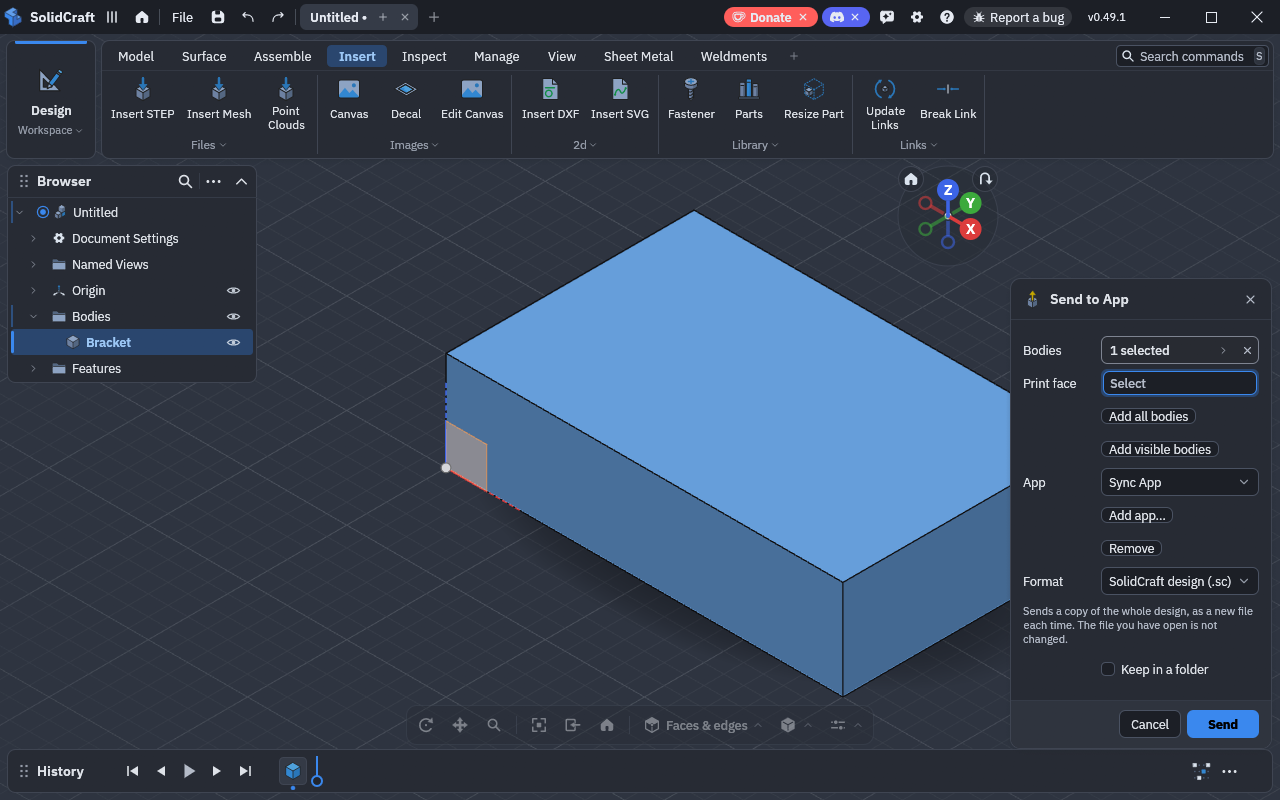 SolidCraft
File
Untitled •
Donate
Report a bug
v0.49.1
Design
Workspace
Model
Surface
Assemble
Insert
Inspect
Manage
View
Sheet Metal
Weldments
Search commands
S
Insert STEP
Insert Mesh
Point Clouds
Files
Canvas
Decal
Edit Canvas
Images
Insert DXF
Insert SVG
2d
Fastener
Parts
Resize Part
Library
Update Links
Break Link
Links
Browser
Untitled
Document Settings
Named Views
Origin
Bodies
Bracket
Features
Z
Y
X
Send to App
Bodies
1 selected
Print face
Select
Add all bodies
Add visible bodies
App
Sync App
Add app...
Remove
Format
SolidCraft design (.sc)
Sends a copy of the whole design, as a new file
each time. The file you have open is not
changed.
Keep in a folder
Cancel
Send
Faces & edges
History